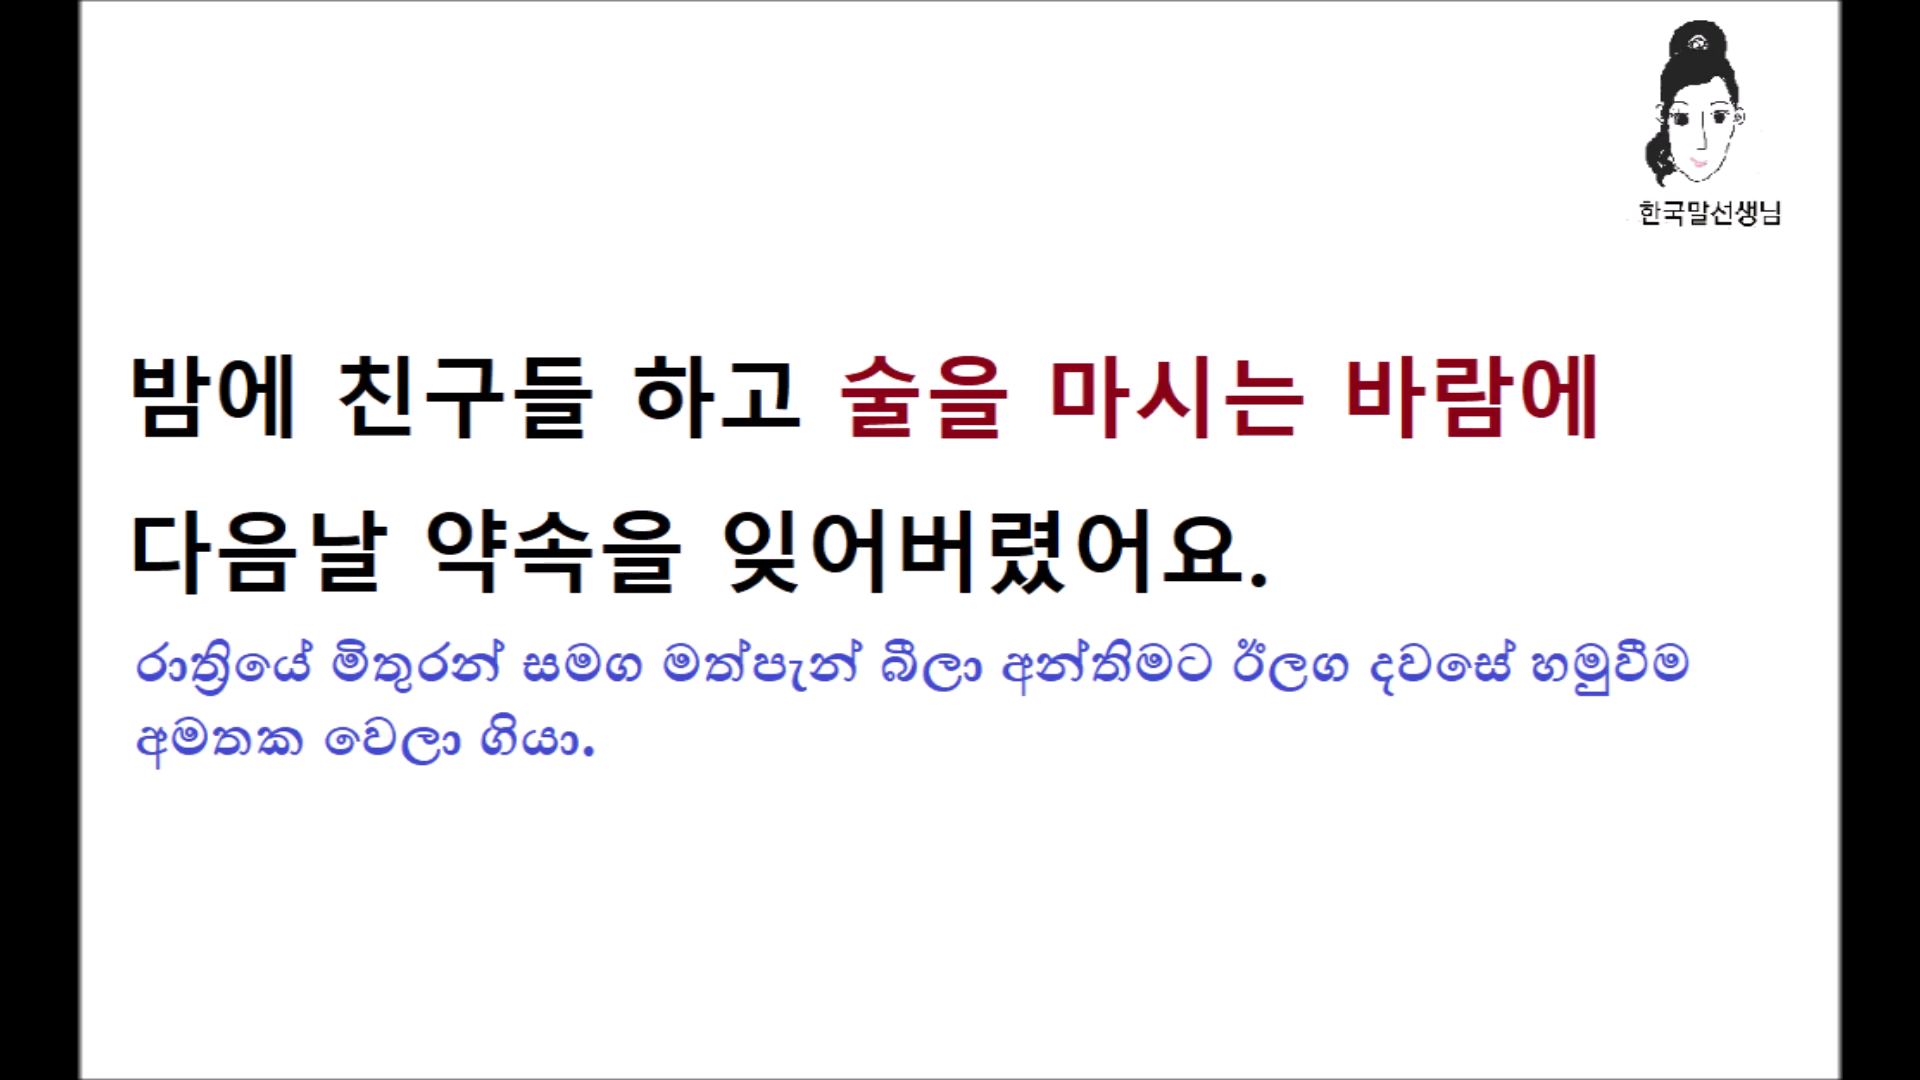 한국말선생님
밤에 친구들 하고 술을 마시는 바람에
다음날 약속을 잊어버렸어요.
රාත්‍රියේ මිතුරන් සමග මත්පැන් බීලා අන්තිමට ඊලග දවසේ හමුවීම
අමතක වෙලා ගියා.